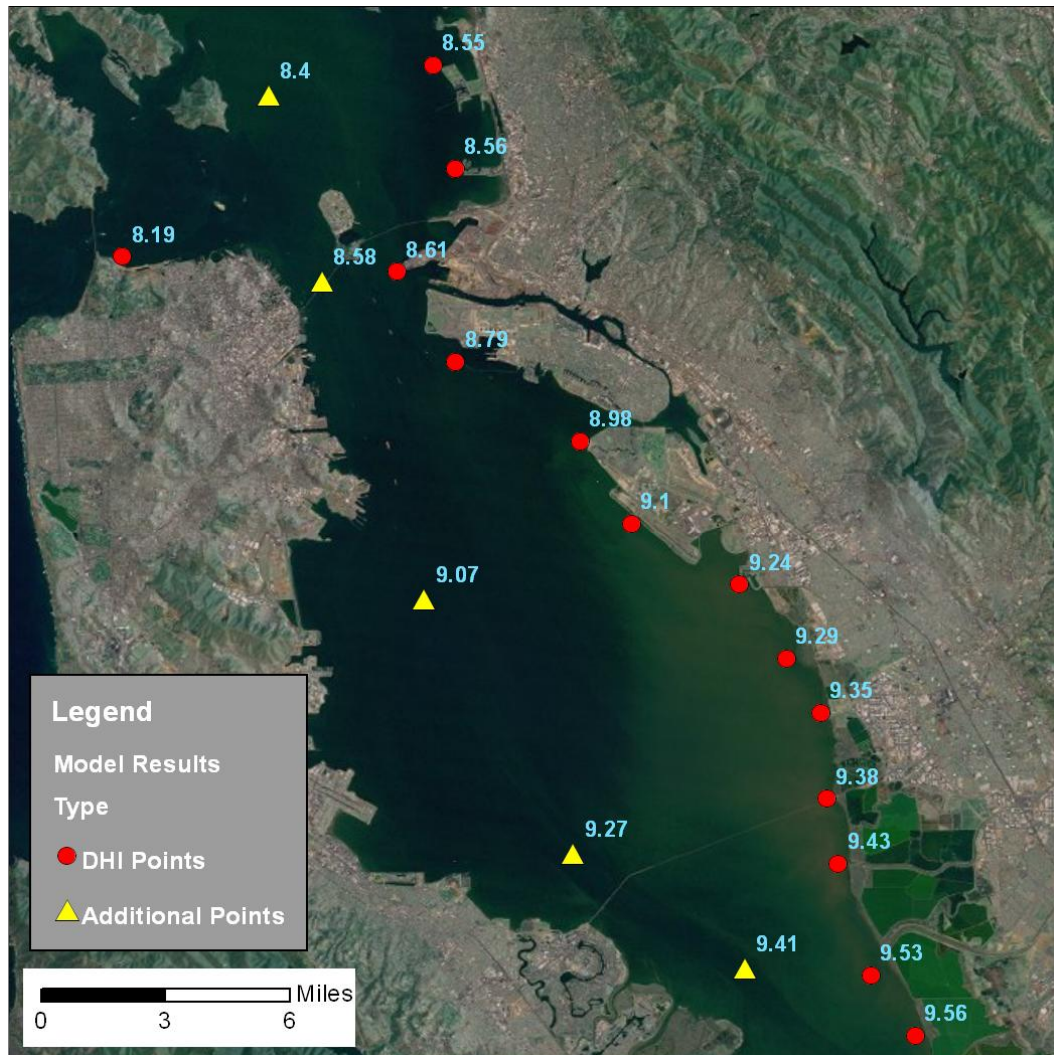 8.55
8.4
8.56
8.19
8.58
8.61
8.79
8.98
9.1
9.24
9.07
9.29
9.35
9.38
9.27
9.43
9.41
9.53
9.56
Legend
Model Results
Type
DHI Points
Additional Points
Miles
0 3 6